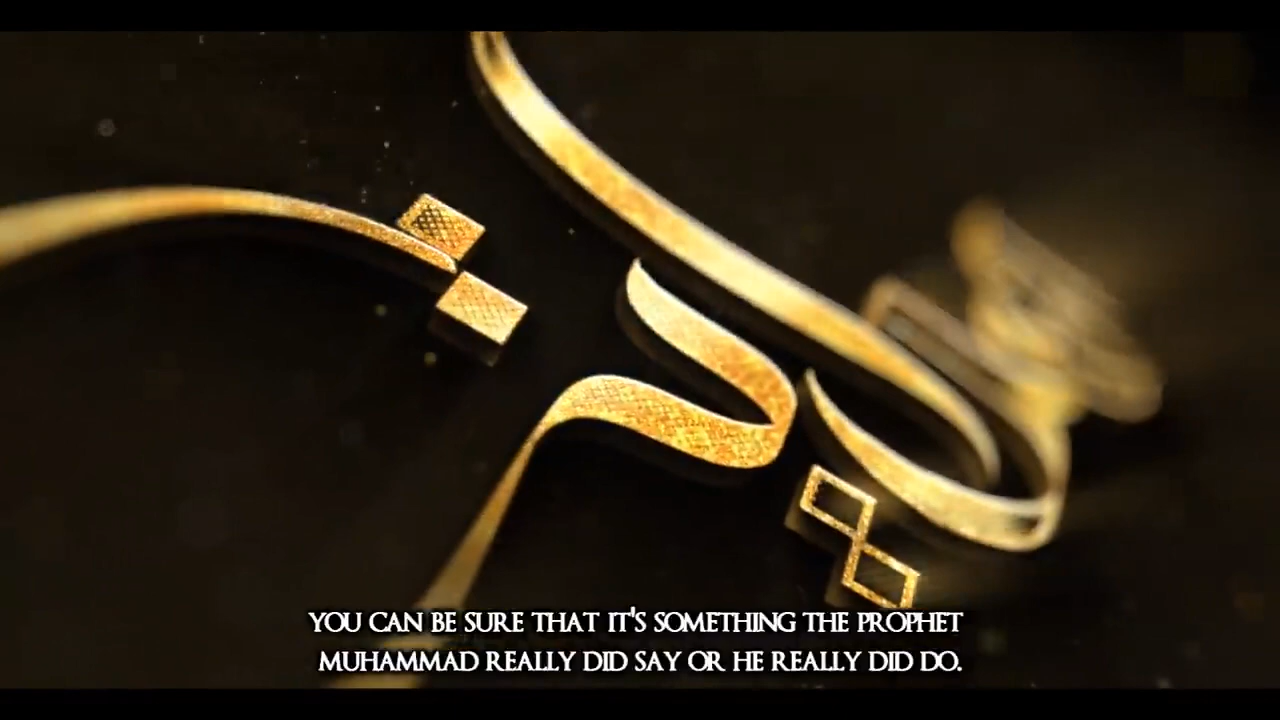 YOU CAN BE SURE THAT IT'S SOMETHING THE PROPHET
MUHAMMAD REALLY DID SAY OR HE REALLY DID DO.